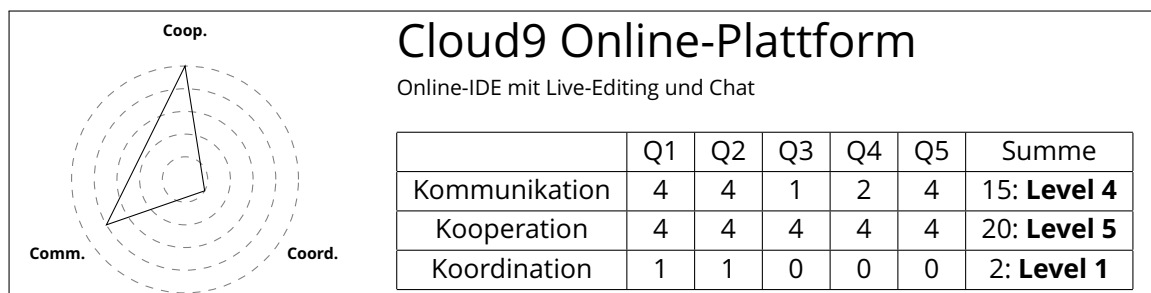 Coop.
Comm.
Coord.
Cloud9 Online-Plattform
Online-IDE mit Live-Editing und Chat
Q1 Q2 Q3 Q4 Q5 Summe
Kommunikation 4 4 1 2 4 15: Level 4
Kooperation 4 4 4 4 4 20: Level 5
Koordination 1 1 0 0 0 2: Level 1